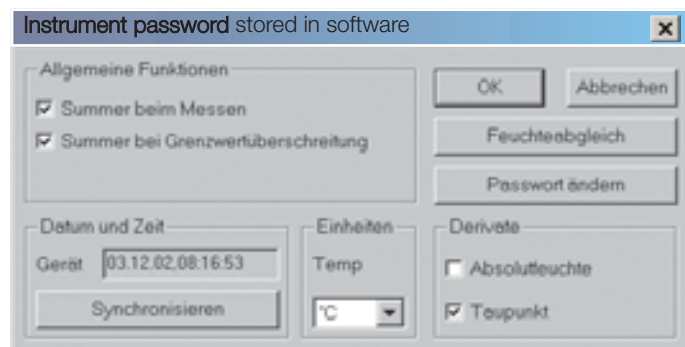 Instrument password stored in software
Allgemeine Funktionen
Summer beim Messen
Summer bei Grenzwertüberschreitung
OK
Abbrechen
Feuchteabgleich
Passwort ändern
Datum und Zeit
Gerät 03.12.02,08:16:53
Synchronisieren
Einheiten
Temp
°C
Derivate
Absolutfeuchte
Taupunkt